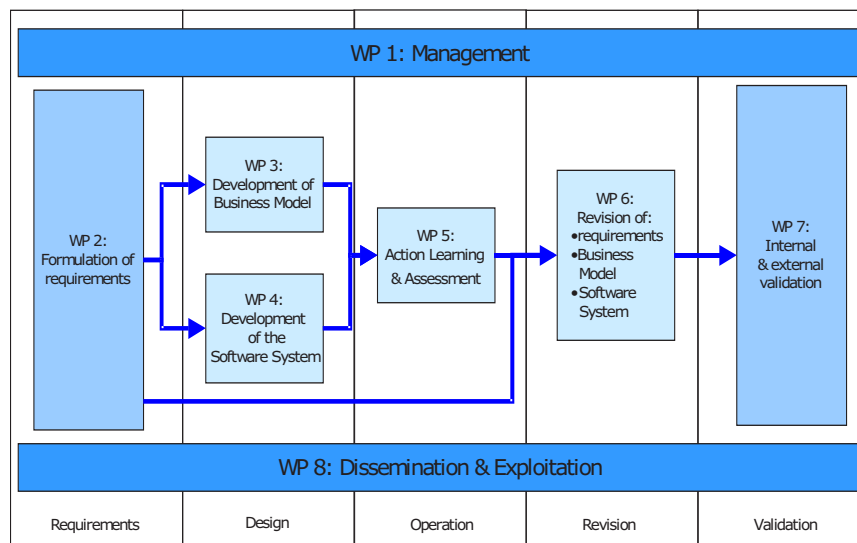 WP 1: Management
WP 2:
Formulation of
requirements
WP 3:
Development of
Business Model
WP 4:
Development
of the
Software System
WP 5:
Action Learning
& Assessment
WP 6:
Revision of:
•requirements
•Business
Model
•Software
System
WP 7:
Internal
& external
validation
WP 8: Dissemination & Exploitation
Requirements
Design
Operation
Revision
Validation